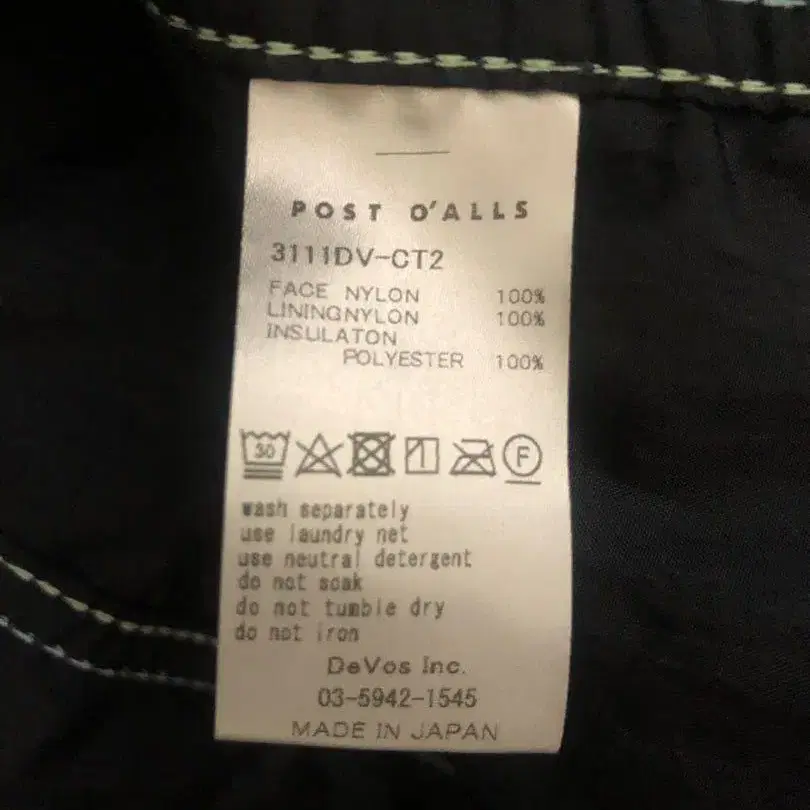 POST O'ALLS
3111DV-CT2
FACE NYLON 100%
LININGNYLON 100%
INSULATON
POLYESTER 100%
30
F
wash separately
use laundry net
use neutral detergent
do not soak
do not tumble dry
do not iron
DeVos Inc.
03-5942-1545
MADE IN JAPAN